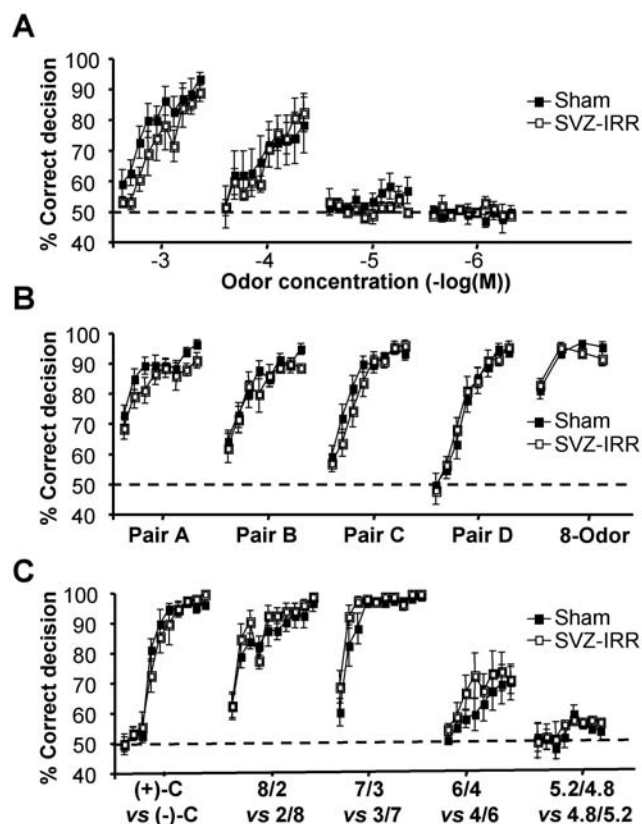 A
% Correct decision
100
90
80
70
60
50
40
Sham
SVZ-IRR
-3 -4 -5 -6
Odor concentration (-log(M))
B
% Correct decision
100
90
80
70
60
50
40
Sham
SVZ-IRR
Pair A Pair B Pair C Pair D 8-Odor
C
% Correct decision
100
90
80
70
60
50
40
Sham
SVZ-IRR
(+)-C 8/2 7/3 6/4 5.2/4.8
vs (-)-C vs 2/8 vs 3/7 vs 4/6 vs 4.8/5.2